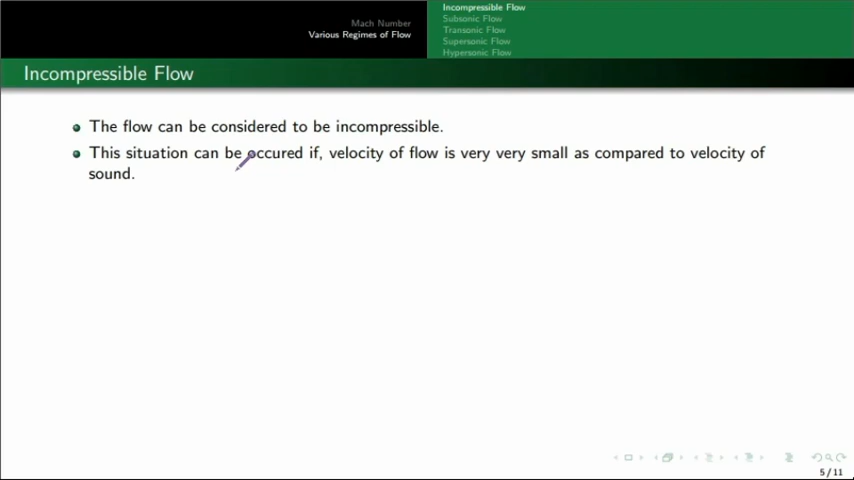 Mach Number
Various Regimes of Flow
Incompressible Flow
Subsonic Flow
Transonic Flow
Supersonic Flow
Hypersonic Flow
Incompressible Flow
The flow can be considered to be incompressible.
This situation can be occured if, velocity of flow is very very small as compared to velocity of
sound.
5/11